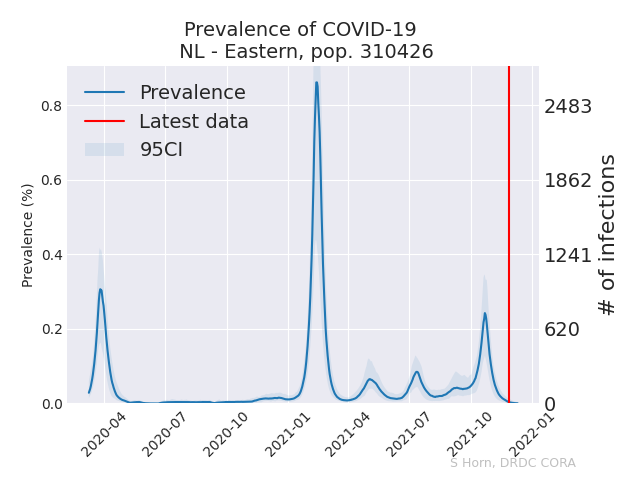 Prevalence of COVID-19
NL - Eastern, pop. 310426
Prevalence
Latest data
95CI
Prevalence (%)
0.8
0.6
0.4
0.2
0.0
2483
1862
1241
620
0
# of infections
2020-04
2020-07
2020-10
2021-01
2021-04
2021-07
2021-10
2022-01
S Horn, DRDC CORA